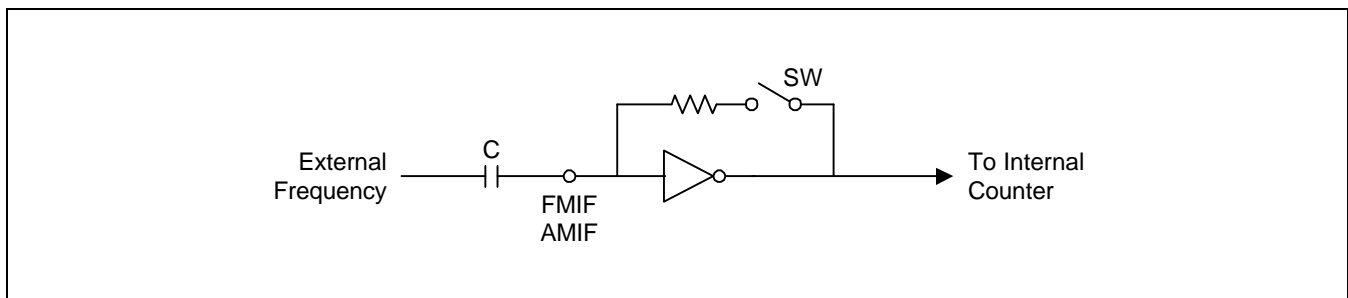 SW
External
Frequency
C
FMIF
AMIF
To Internal
Counter